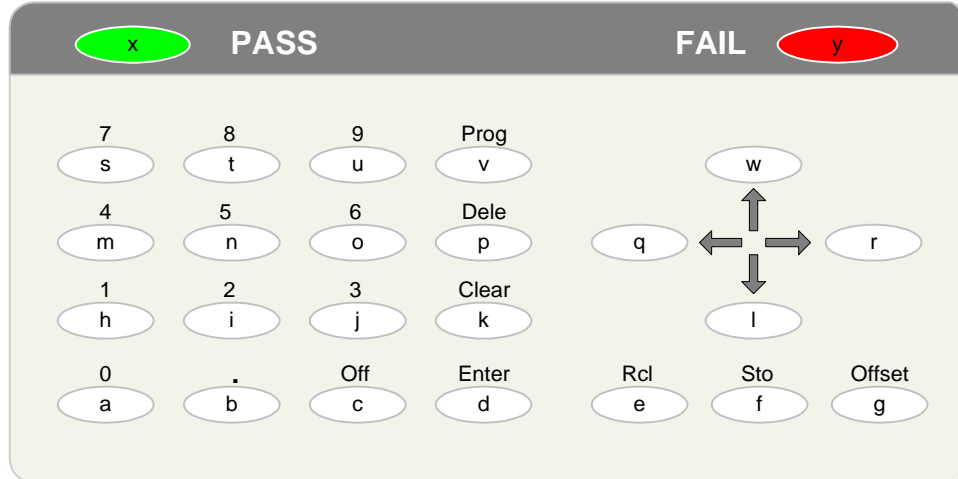 x PASS FAIL y
7 8 9 Prog
s t u v w
4 5 6 Dele
m n o p q r
1 2 3 Clear
h i j k l
0 . Off Enter Rcl Sto Offset
a b c d e f g